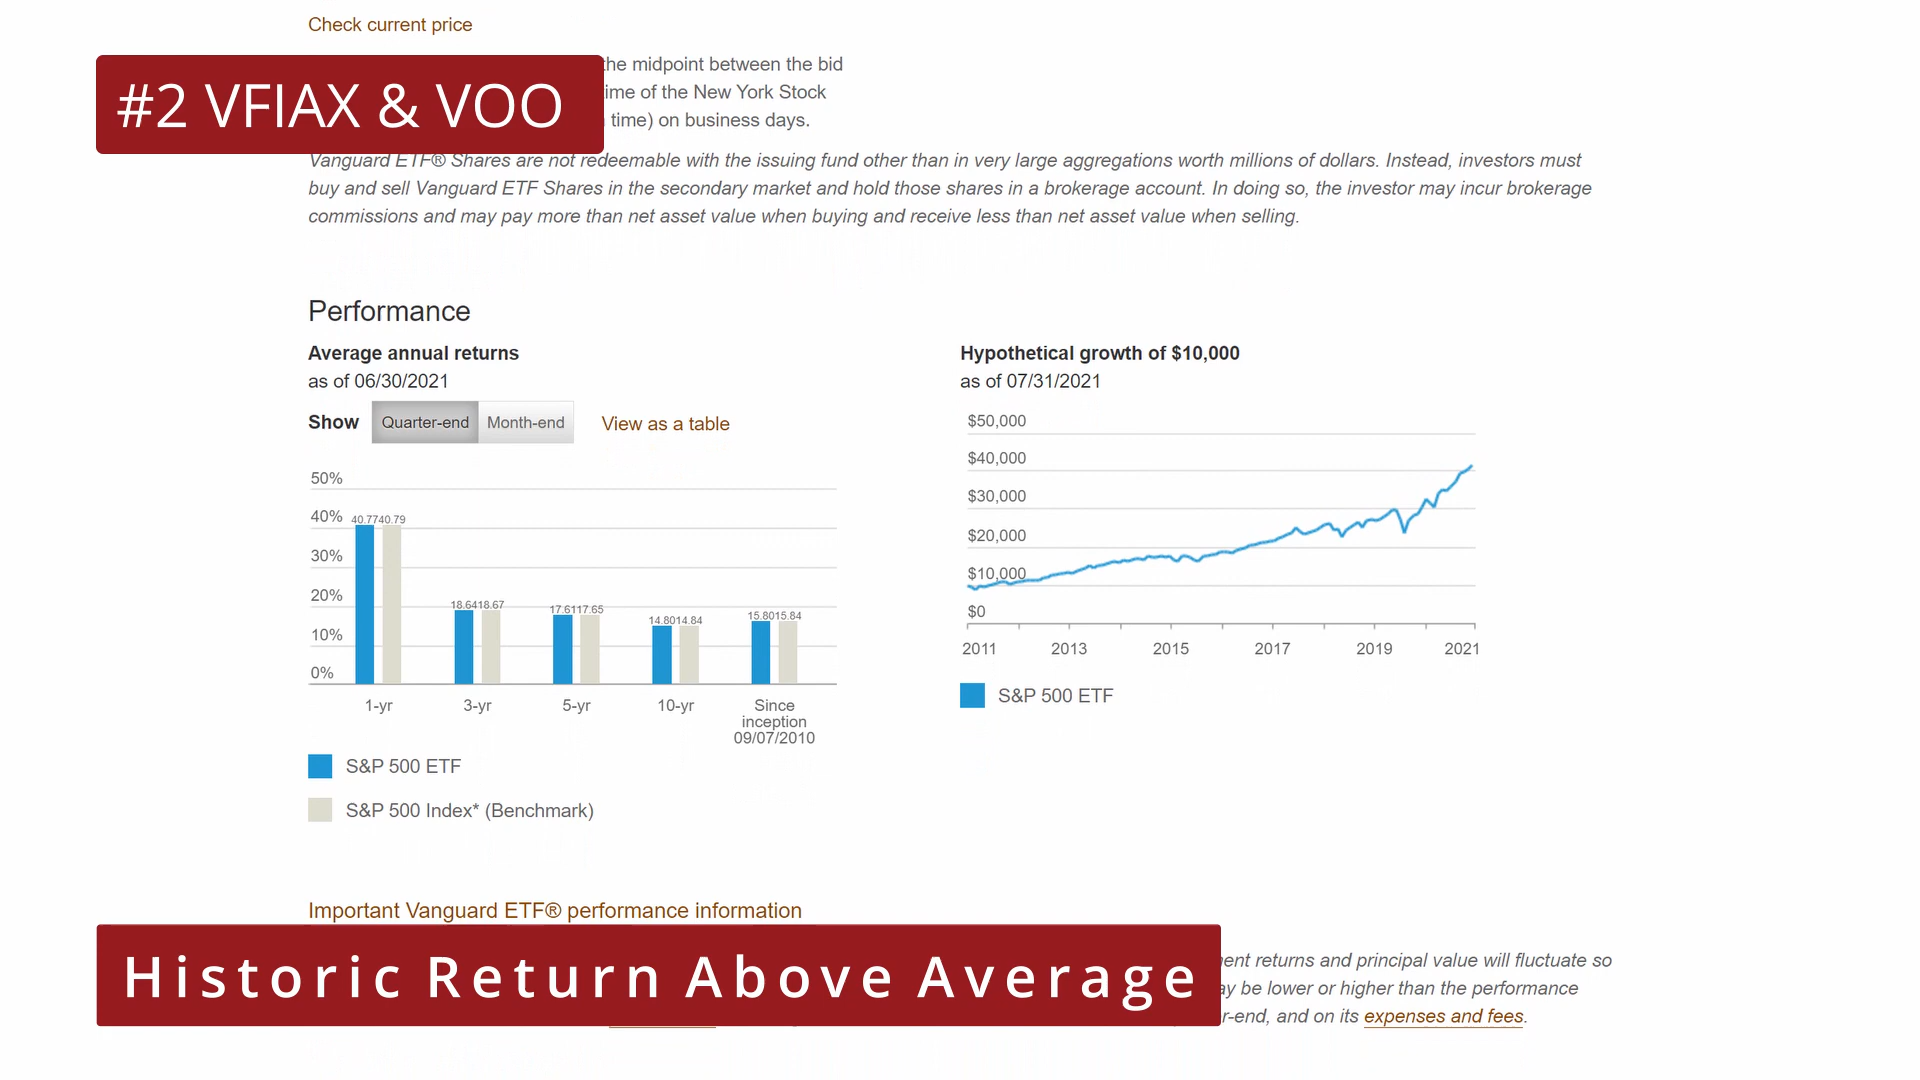 Check current price
#2 VFIAX & VOO
the midpoint between the bid
time of the New York Stock
time) on business days.
Vanguard ETF® Shares are not redeemable with the issuing fund other than in very large aggregations worth millions of dollars. Instead, investors must
buy and sell Vanguard ETF Shares in the secondary market and hold those shares in a brokerage account. In doing so, the investor may incur brokerage
commissions and may pay more than net asset value when buying and receive less than net asset value when selling.
Performance
Average annual returns
as of 06/30/2021
Show Quarter-end Month-end View as a table
50%
40%
30%
20%
10%
0%
40.77 40.79
18.64 18.67
17.61 17.65
14.80 14.84
15.80 15.84
1-yr 3-yr 5-yr 10-yr Since
inception
09/07/2010
S&P 500 ETF
S&P 500 Index* (Benchmark)
Hypothetical growth of $10,000
as of 07/31/2021
$50,000
$40,000
$30,000
$20,000
$10,000
$0
2011 2013 2015 2017 2019 2021
S&P 500 ETF
Important Vanguard ETF® performance information
Historic Return Above Average
returns and principal value will fluctuate so
be lower or higher than the performance
and on its expenses and fees.